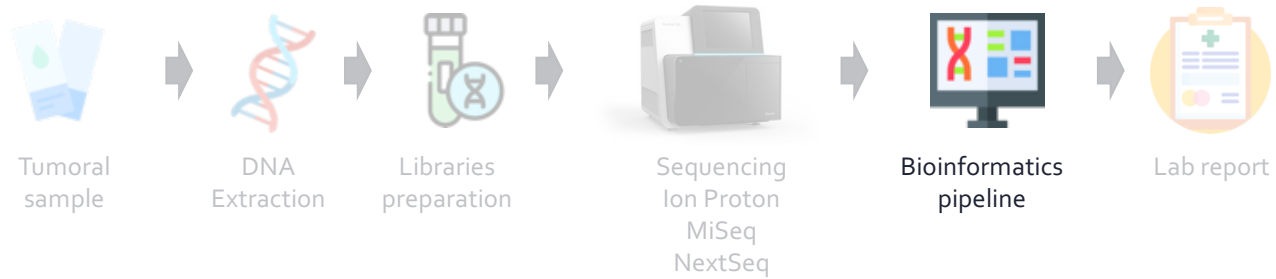 Tumoral
sample
DNA
Extraction
Libraries
preparation
Sequencing
Ion Proton
MiSeq
NextSeq
Bioinformatics
pipeline
Lab report